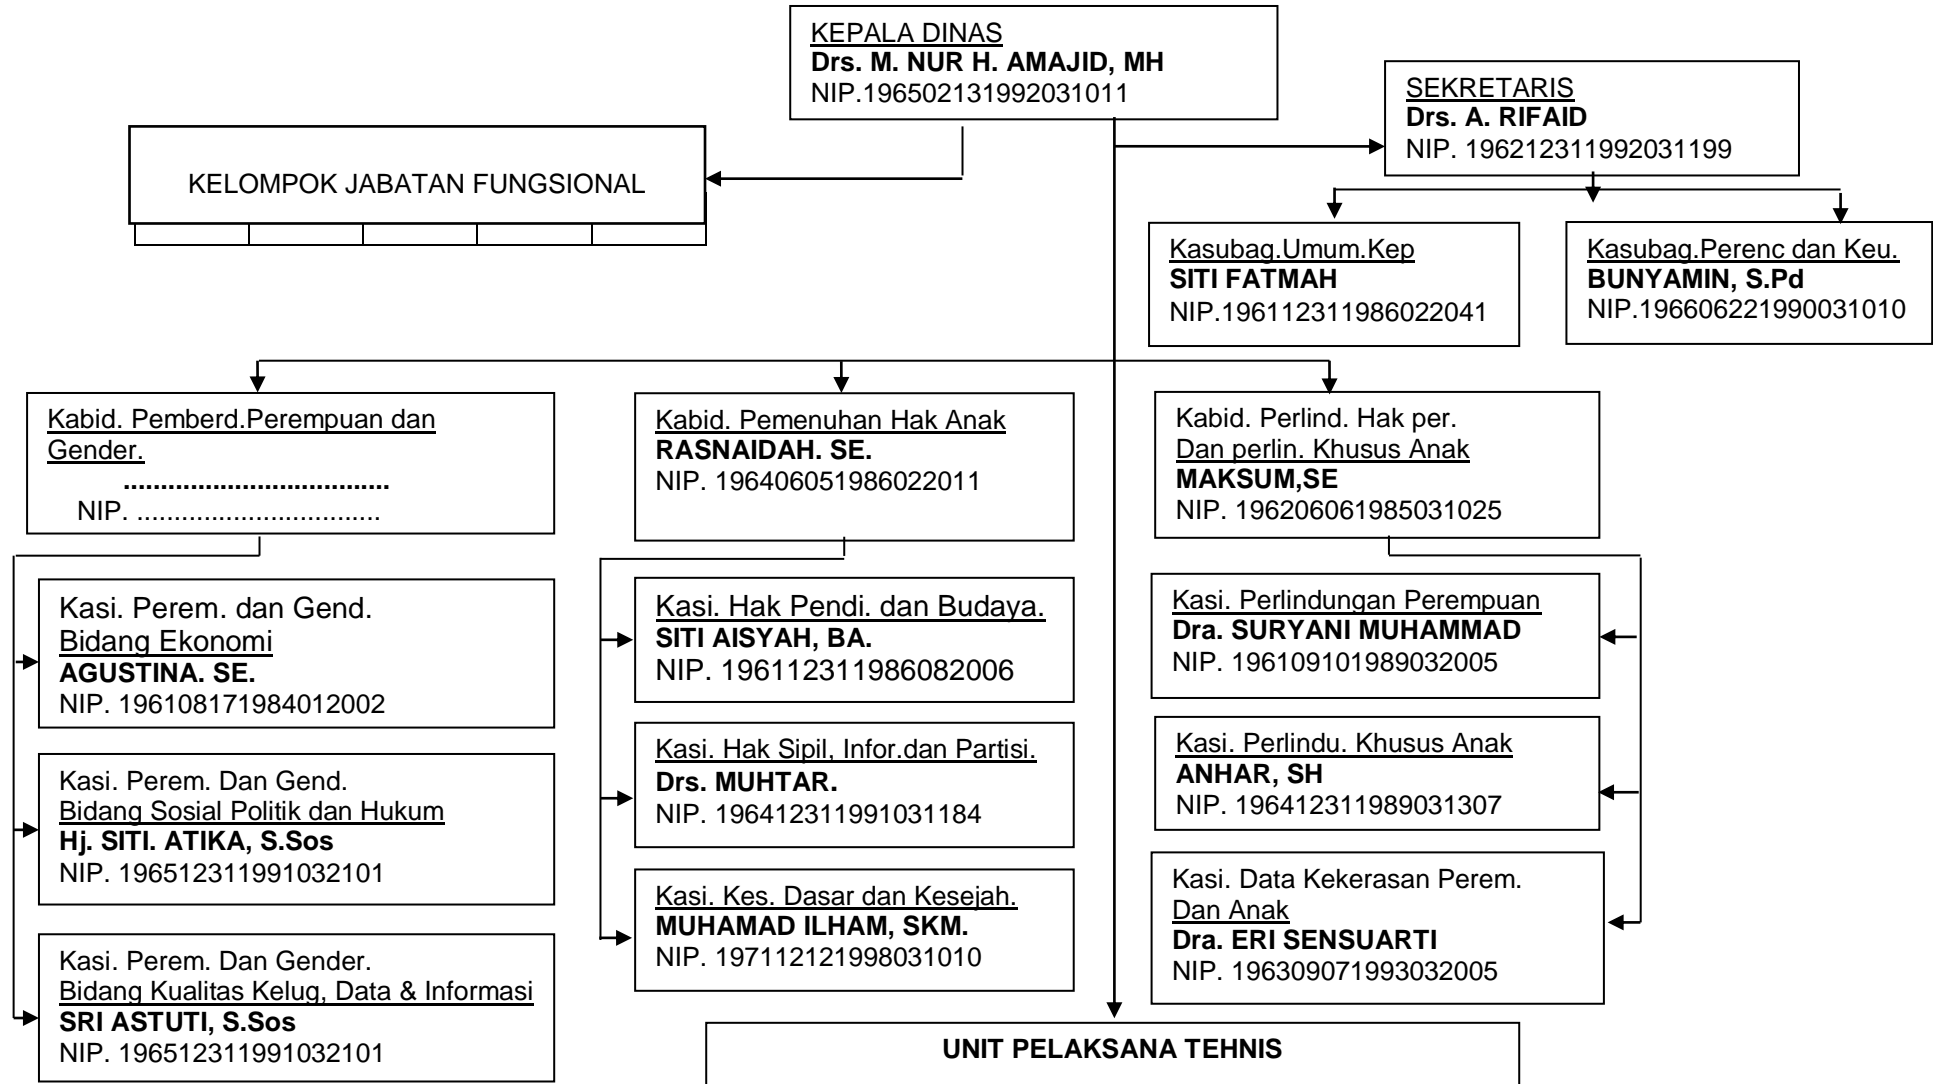 KEPALA DINAS
Drs. M. NUR H. AMAJID, MH
NIP.196502131992031011
SEKRETARIS
Drs. A. RIFAID
NIP. 196212311992031199
KELOMPOK JABATAN FUNGSIONAL
Kasubag.Umum.Kep
SITI FATMAH
NIP.196112311986022041
Kasubag.Perenc dan Keu.
BUNYAMIN, S.Pd
NIP.196606221990031010
Kabid. Pemberd.Perempuan dan
Gender.
....................................
NIP. .................................
Kabid. Pemenuhan Hak Anak
RASNAIDAH. SE.
NIP. 196406051986022011
Kabid. Perlind. Hak per.
Dan perlin. Khusus Anak
MAKSUM,SE
NIP. 196206061985031025
Kasi. Perem. dan Gend.
Bidang Ekonomi
AGUSTINA. SE.
NIP. 196108171984012002
Kasi. Perem. Dan Gend.
Bidang Sosial Politik dan Hukum
Hj. SITI. ATIKA, S.Sos
NIP. 196512311991032101
Kasi. Perem. Dan Gender.
Bidang Kualitas Kelug, Data & Informasi
SRI ASTUTI, S.Sos
NIP. 196512311991032101
Kasi. Hak Pendi. dan Budaya.
SITI AISYAH, BA.
NIP. 196112311986082006
Kasi. Hak Sipil, Infor.dan Partisi.
Drs. MUHTAR.
NIP. 196412311991031184
Kasi. Kes. Dasar dan Kesejah.
MUHAMAD ILHAM, SKM.
NIP. 197112121998031010
Kasi. Perlindungan Perempuan
Dra. SURYANI MUHAMMAD
NIP. 196109101989032005
Kasi. Perlindu. Khusus Anak
ANHAR, SH
NIP. 196412311989031307
Kasi. Data Kekerasan Perem.
Dan Anak
Dra. ERI SENSUARTI
NIP. 196309071993032005
UNIT PELAKSANA TEHNIS